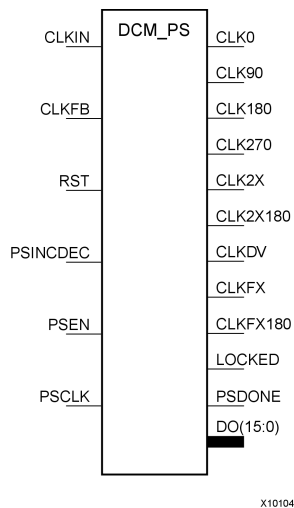 DCM_PS
CLKIN
CLK0
CLK90
CLKFB
CLK180
CLK270
RST
CLK2X
CLK2X180
PSINCDEC
CLKDV
CLKFX
PSEN
CLKFX180
LOCKED
PSCLK
PSDONE
DO(15:0)
X10104